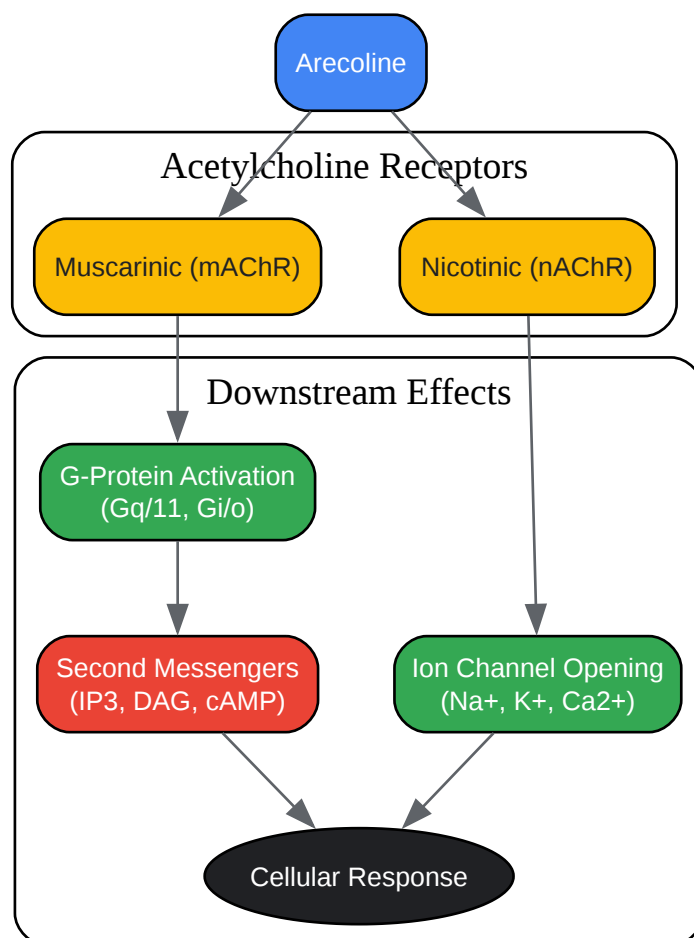 Arecoline
Acetylcholine Receptors
Muscarinic (mAChR)
Nicotinic (nAChR)
Downstream Effects
G-Protein Activation
(Gq/11, Gi/o)
Second Messengers
(IP3, DAG, cAMP)
Ion Channel Opening
(Na+, K+, Ca2+)
Cellular Response